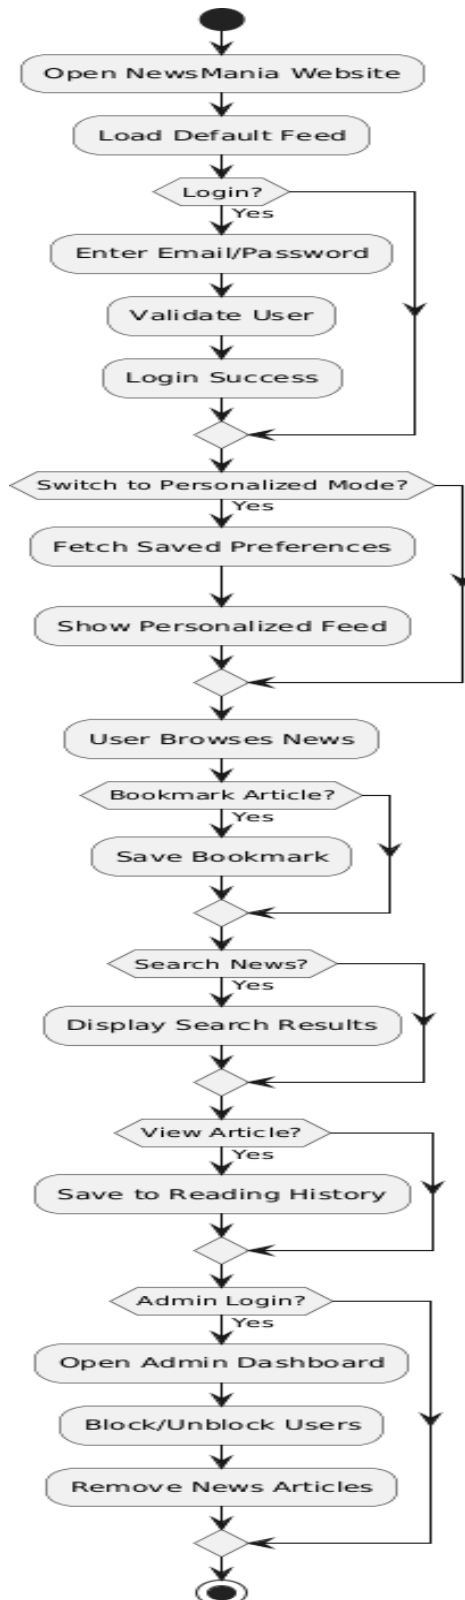 Open NewsMania Website
Load Default Feed
Login?
Yes
Enter Email/Password
Validate User
Login Success
Switch to Personalized Mode?
Yes
Fetch Saved Preferences
Show Personalized Feed
User Browses News
Bookmark Article?
Yes
Save Bookmark
Search News?
Yes
Display Search Results
View Article?
Yes
Save to Reading History
Admin Login?
Yes
Open Admin Dashboard
Block/Unblock Users
Remove News Articles